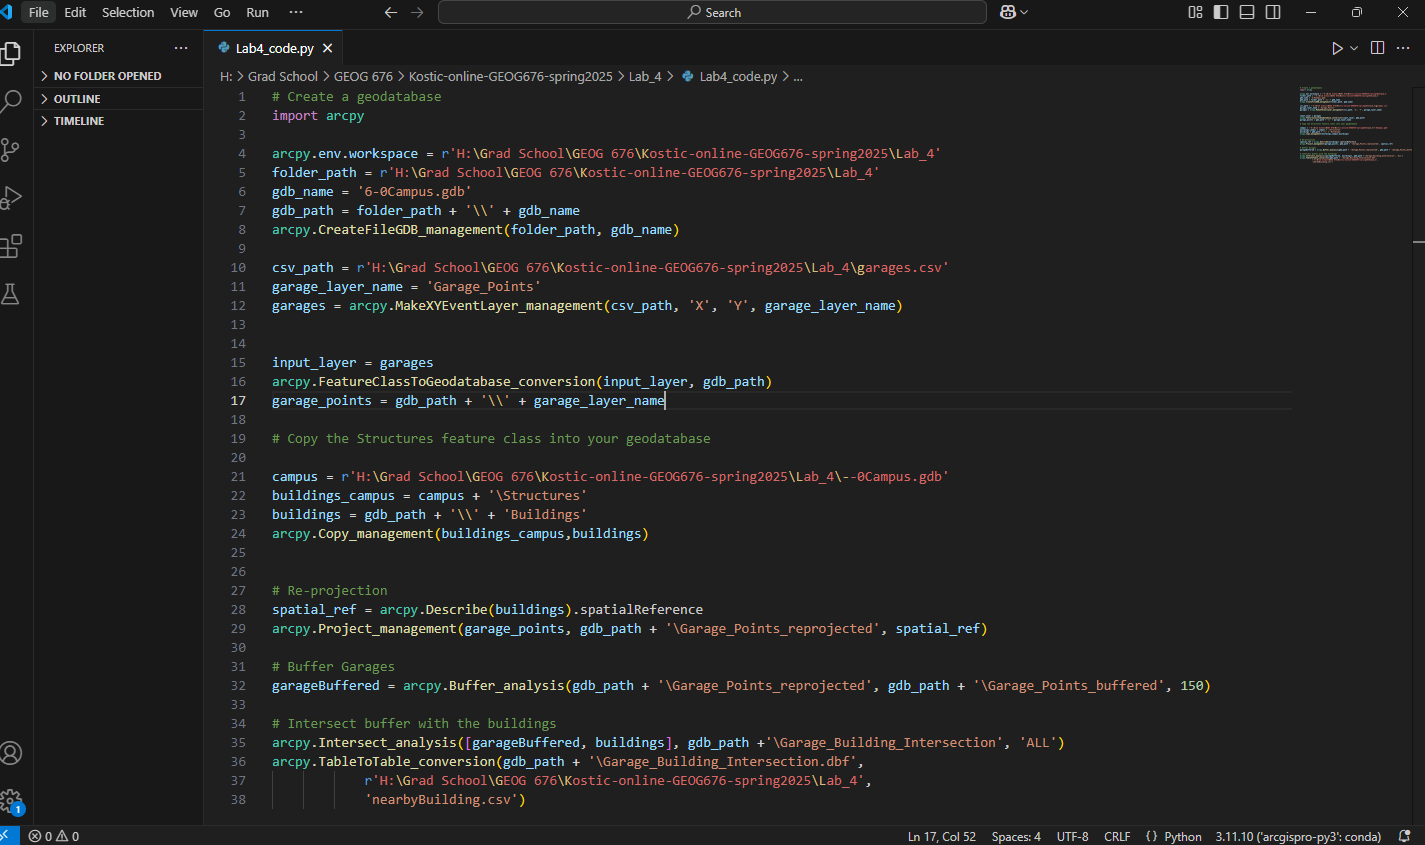 File Edit Selection View Go Run ··· Search
EXPLORER ···
NO FOLDER OPENED
OUTLINE
TIMELINE
Lab4_code.py
H: > Grad School > GEOG 676 > Kostic-online-GEOG676-spring2025 > Lab_4 > Lab4_code.py > ...
1 # Create a geodatabase
2 import arcpy
3
4 arcpy.env.workspace = r'H:\Grad School\GEOG 676\Kostic-online-GEOG676-spring2025\Lab_4'
5 folder_path = r'H:\Grad School\GEOG 676\Kostic-online-GEOG676-spring2025\Lab_4'
6 gdb_name = '6-0Campus.gdb'
7 gdb_path = folder_path + '\\' + gdb_name
8 arcpy.CreateFileGDB_management(folder_path, gdb_name)
9
10 csv_path = r'H:\Grad School\GEOG 676\Kostic-online-GEOG676-spring2025\Lab_4\garages.csv'
11 garage_layer_name = 'Garage_Points'
12 garages = arcpy.MakeXYEventLayer_management(csv_path, 'X', 'Y', garage_layer_name)
13
14
15 input_layer = garages
16 arcpy.FeatureClassToGeodatabase_conversion(input_layer, gdb_path)
17 garage_points = gdb_path + '\\' + garage_layer_name
18
19 # Copy the Structures feature class into your geodatabase
20
21 campus = r'H:\Grad School\GEOG 676\Kostic-online-GEOG676-spring2025\Lab_4\--0Campus.gdb'
22 buildings_campus = campus + '\Structures'
23 buildings = gdb_path + '\\' + 'Buildings'
24 arcpy.Copy_management(buildings_campus,buildings)
25
26
27 # Re-projection
28 spatial_ref = arcpy.Describe(buildings).spatialReference
29 arcpy.Project_management(garage_points, gdb_path + '\Garage_Points_reprojected', spatial_ref)
30
31 # Buffer Garages
32 garageBuffered = arcpy.Buffer_analysis(gdb_path + '\Garage_Points_reprojected', gdb_path + '\Garage_Points_buffered', 150)
33
34 # Intersect buffer with the buildings
35 arcpy.Intersect_analysis([garageBuffered, buildings], gdb_path +'\Garage_Building_Intersection', 'ALL')
36 arcpy.TableToTable_conversion(gdb_path + '\Garage_Building_Intersection.dbf',
37 r'H:\Grad School\GEOG 676\Kostic-online-GEOG676-spring2025\Lab_4',
38 'nearbyBuilding.csv')
1
0 0 Ln 17, Col 52 Spaces: 4 UTF-8 CRLF {} Python 3.11.10 ('arcgispro-py3': conda)